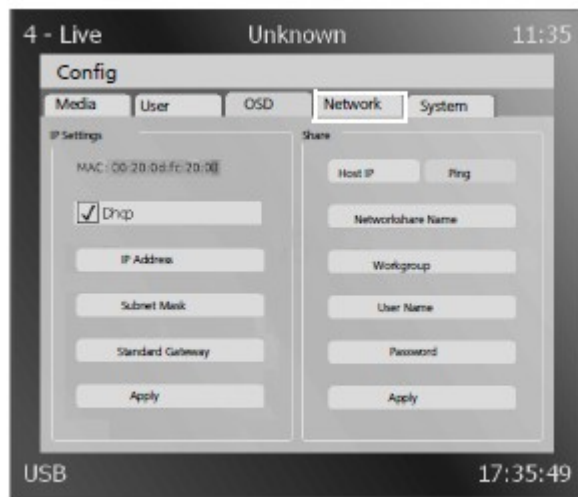 4 - Live Unknown 11:35
Config
Media User OSD Network System
IP Settings
MAC: 00:20:0d:fc:20:00
Dhcp
IP Address
Subnet Mask
Standard Gateway
Apply
Share
Host IP Ping
Networkshare Name
Workgroup
User Name
Password
Apply
USB 17:35:49